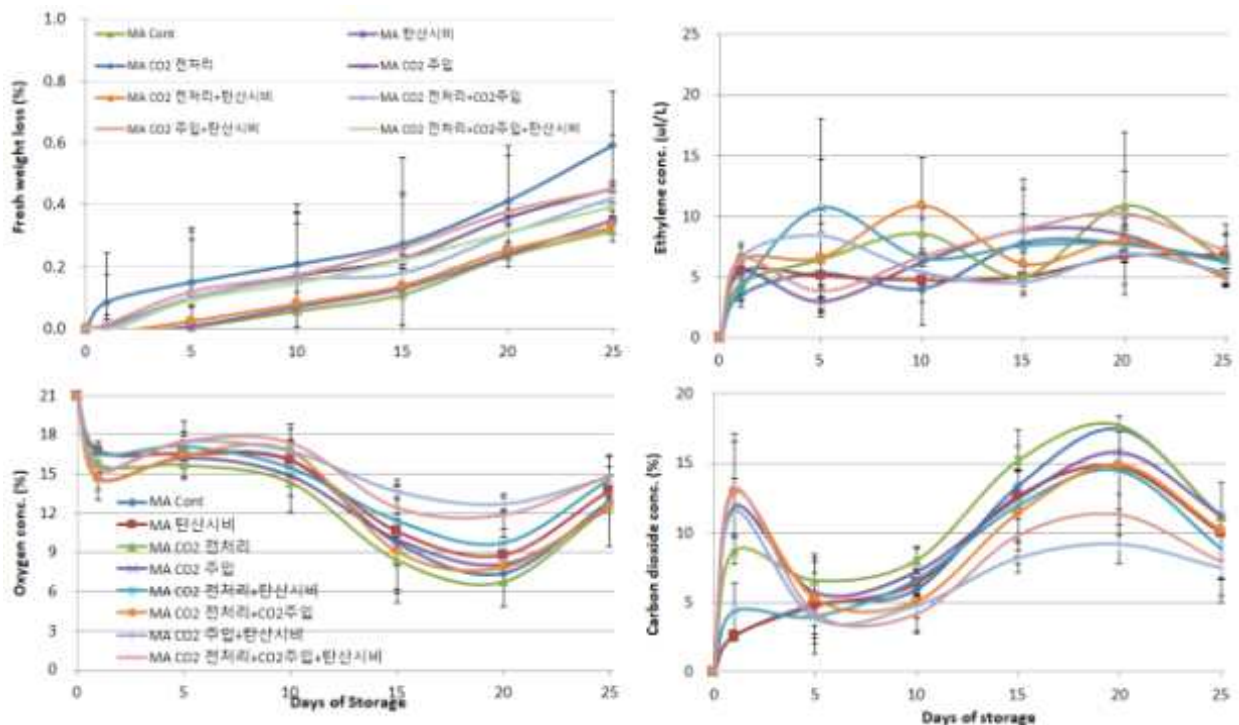 Fresh weight loss (%)
1.0
0.8
0.6
0.4
0.2
0.0
MA Cont
MA 탄산시비
MA CO2 전처리
MA CO2 주입
MA CO2 전처리+탄산시비
MA CO2 전처리+CO2주입
MA CO2 주입+탄산시비
MA CO2 전처리+CO2주입+탄산시비
0 5 10 15 20 25
Ethylene conc. (ul/L)
25
20
15
10
5
0
0 5 10 15 20 25
Oxygen conc. (%)
21
18
15
12
9
6
3
0
MA Cont
MA 탄산시비
MA CO2 전처리
MA CO2 주입
MA CO2 전처리+탄산시비
MA CO2 전처리+CO2주입
MA CO2 주입+탄산시비
MA CO2 전처리+CO2주입+탄산시비
0 5 10 15 20 25
Days of Storage
Carbon dioxide conc. (%)
20
15
10
5
0
0 5 10 15 20 25
Days of storage